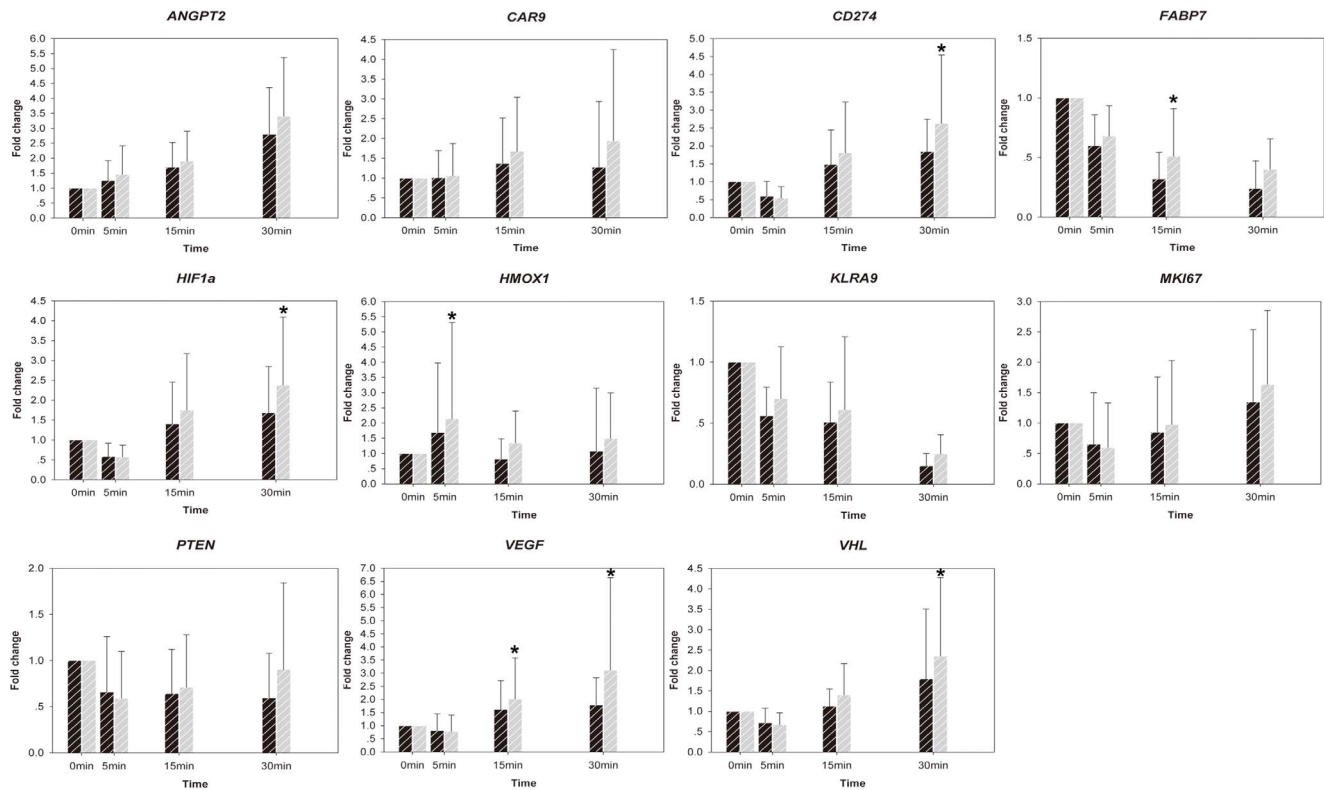 ANGPT2
Fold change
6.0
5.5
5.0
4.5
4.0
3.5
3.0
2.5
2.0
1.5
1.0
.5
0.0
0min 5min 15min 30min
Time
CAR9
Fold change
4.5
4.0
3.5
3.0
2.5
2.0
1.5
1.0
.5
0.0
0min 5min 15min 30min
Time
CD274
Fold change
5.0
4.5
4.0
3.5
3.0
2.5
2.0
1.5
1.0
.5
0.0
*
0min 5min 15min 30min
Time
FABP7
Fold change
1.5
1.0
.5
0.0
*
0min 5min 15min 30min
Time
HIF1a
Fold change
4.5
4.0
3.5
3.0
2.5
2.0
1.5
1.0
.5
0.0
*
0min 5min 15min 30min
Time
HMOX1
Fold change
6.0
5.5
5.0
4.5
4.0
3.5
3.0
2.5
2.0
1.5
1.0
.5
0.0
*
0min 5min 15min 30min
Time
KLRA9
Fold change
1.5
1.0
.5
0.0
0min 5min 15min 30min
Time
MKI67
Fold change
3.0
2.5
2.0
1.5
1.0
0.5
0.0
0min 5min 15min 30min
Time
PTEN
Fold change
2.0
1.5
1.0
.5
0.0
0min 5min 15min 30min
Time
VEGF
Fold change
7.0
6.5
6.0
5.5
5.0
4.5
4.0
3.5
3.0
2.5
2.0
1.5
1.0
.5
0.0
* *
0min 5min 15min 30min
Time
VHL
Fold change
4.5
4.0
3.5
3.0
2.5
2.0
1.5
1.0
.5
0.0
*
0min 5min 15min 30min
Time